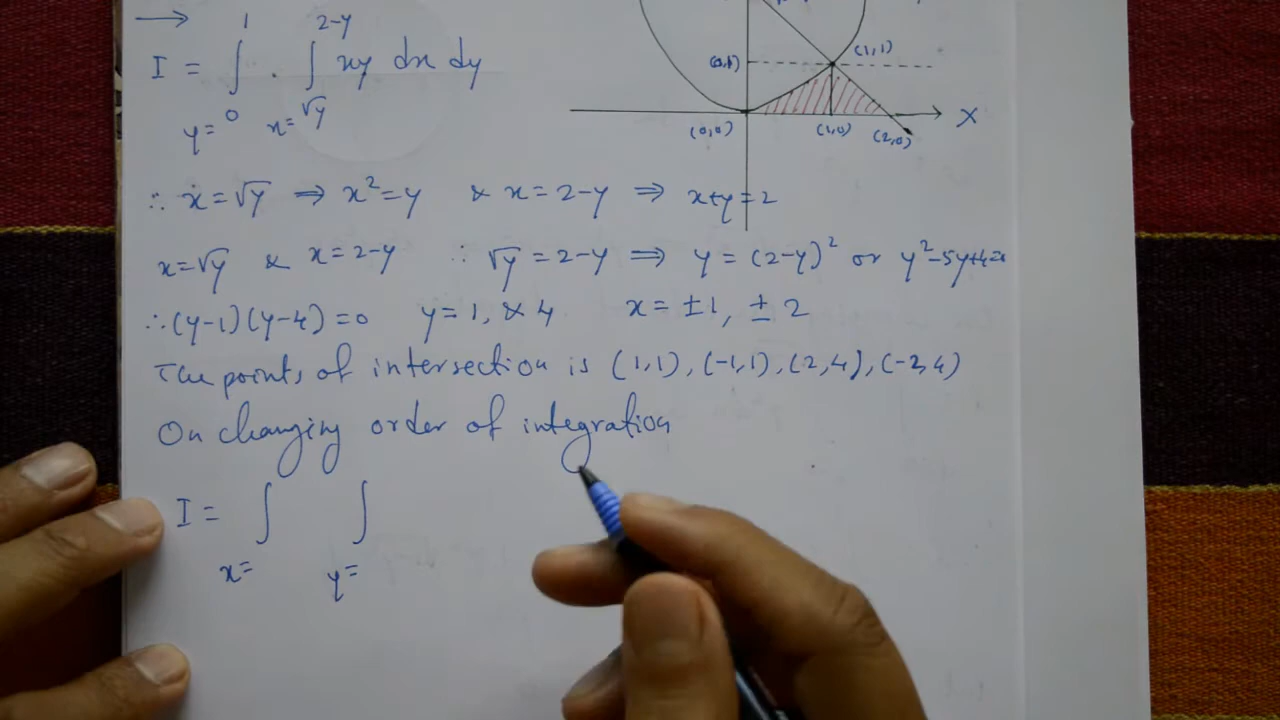 →
I = ∫_{y=0}^{1} . ∫_{x=√y}^{2-y} xy dx dy
(0,1) (1,1)
(0,0) (1,0) (2,0) X
∴ x = √y ⇒ x² = y & x = 2-y ⇒ x+y = 2
x = √y & x = 2-y ∴ √y = 2-y ⇒ y = (2-y)² or y²-5y+4=0
∴ (y-1)(y-4) = 0 y = 1, & 4 x = ±1, ±2
The points of intersection is (1,1), (-1,1), (2,4), (-2,4)
On changing order of integration
I = ∫_{x=} ∫_{y=}